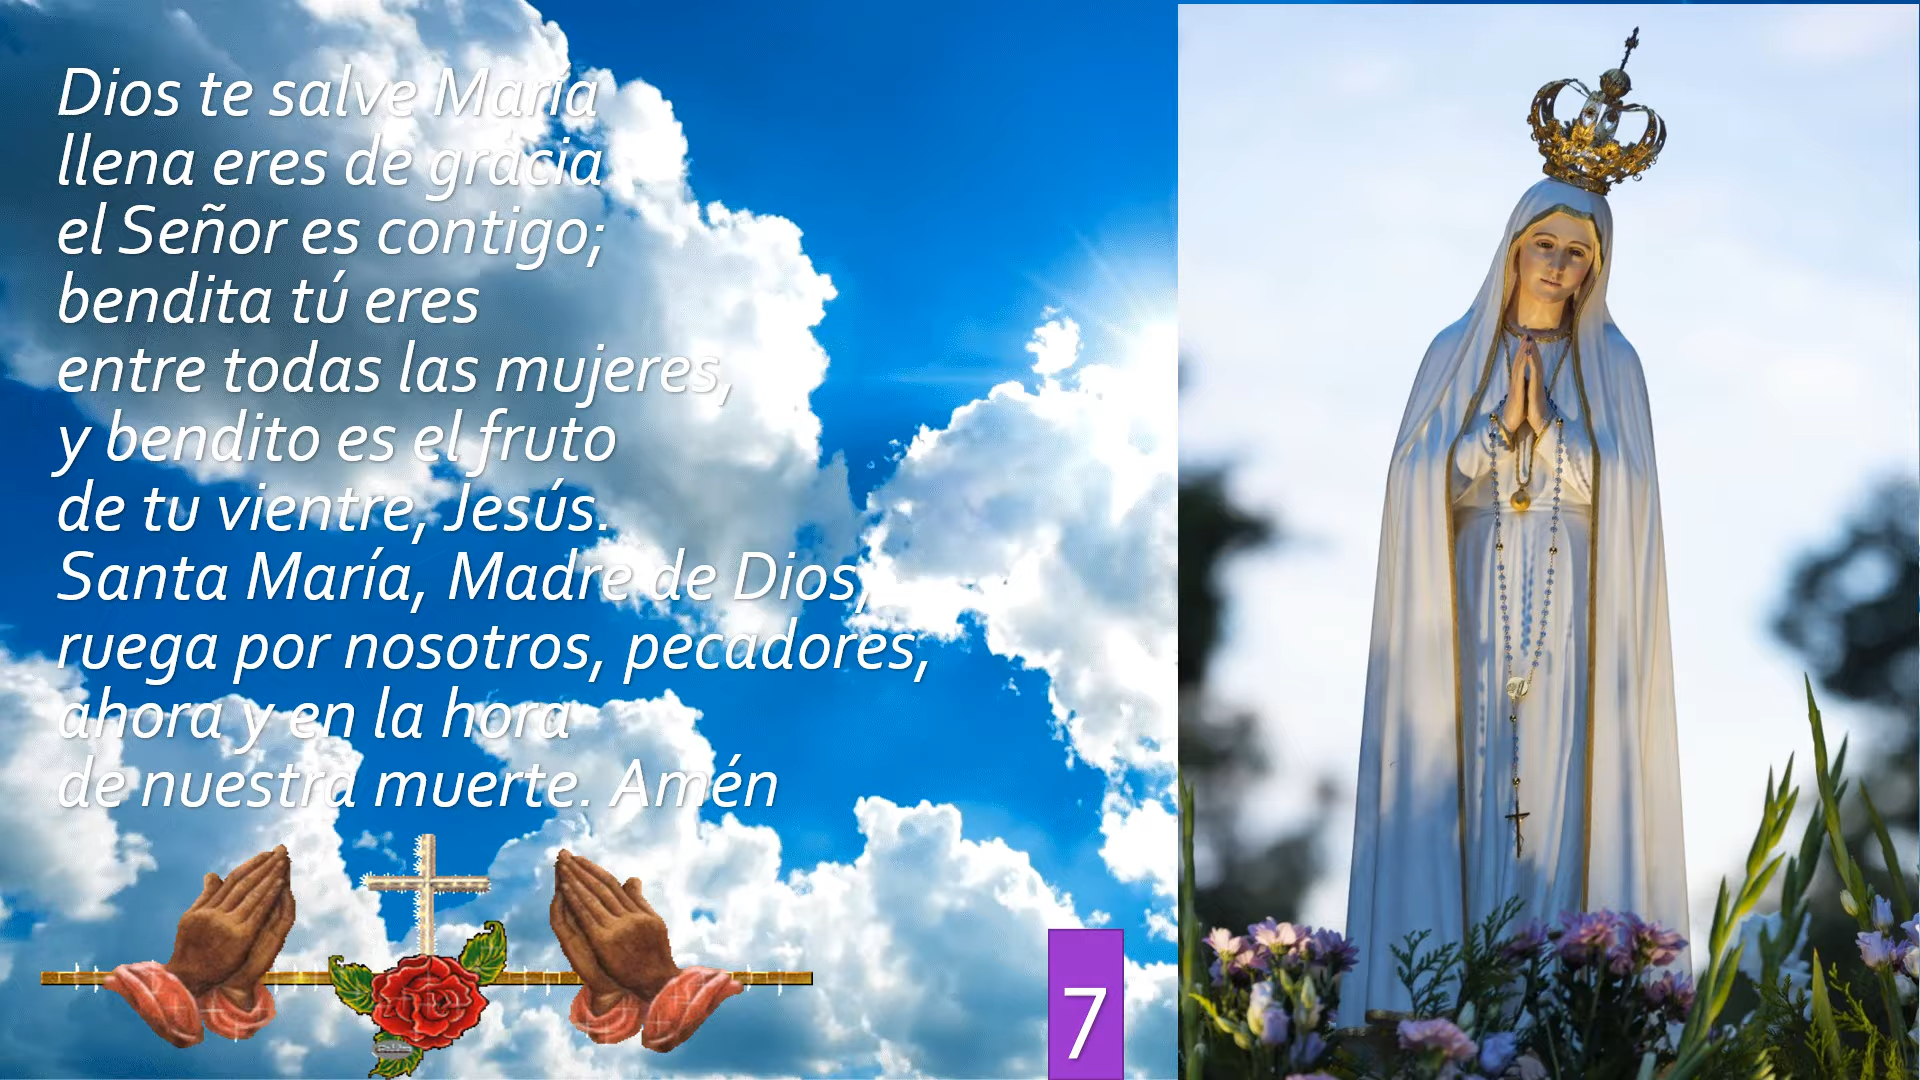 Dios te salve María
llena eres de gracia
el Señor es contigo;
bendita tú eres
entre todas las mujeres,
y bendito es el fruto
de tu vientre, Jesús.
Santa María, Madre de Dios,
ruega por nosotros, pecadores,
ahora y en la hora
de nuestra muerte. Amén
7